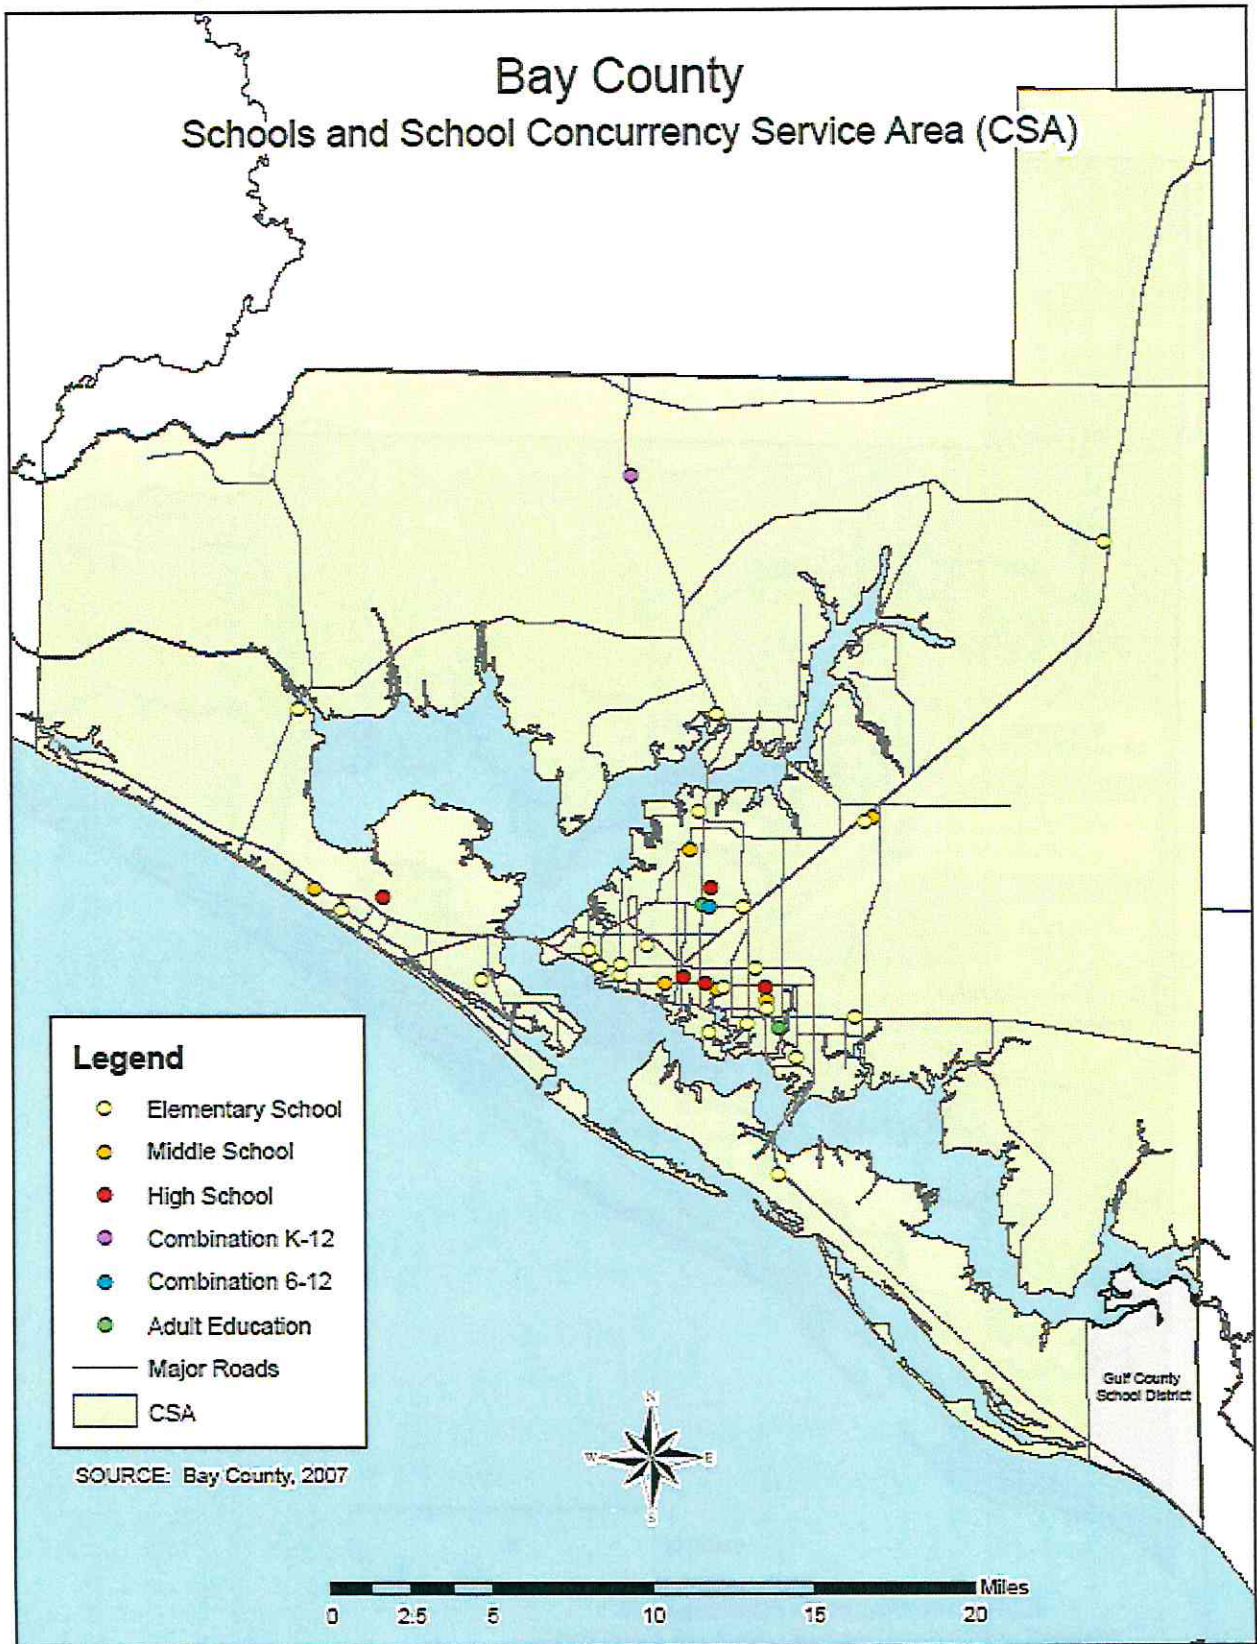 Bay County
Schools and School Concurrency Service Area (CSA)
Legend
Elementary School
Middle School
High School
Combination K-12
Combination 6-12
Adult Education
Major Roads
CSA
SOURCE: Bay County, 2007
Gulf County
School District
N
W
E
S
Miles
0
2.5
5
10
15
20